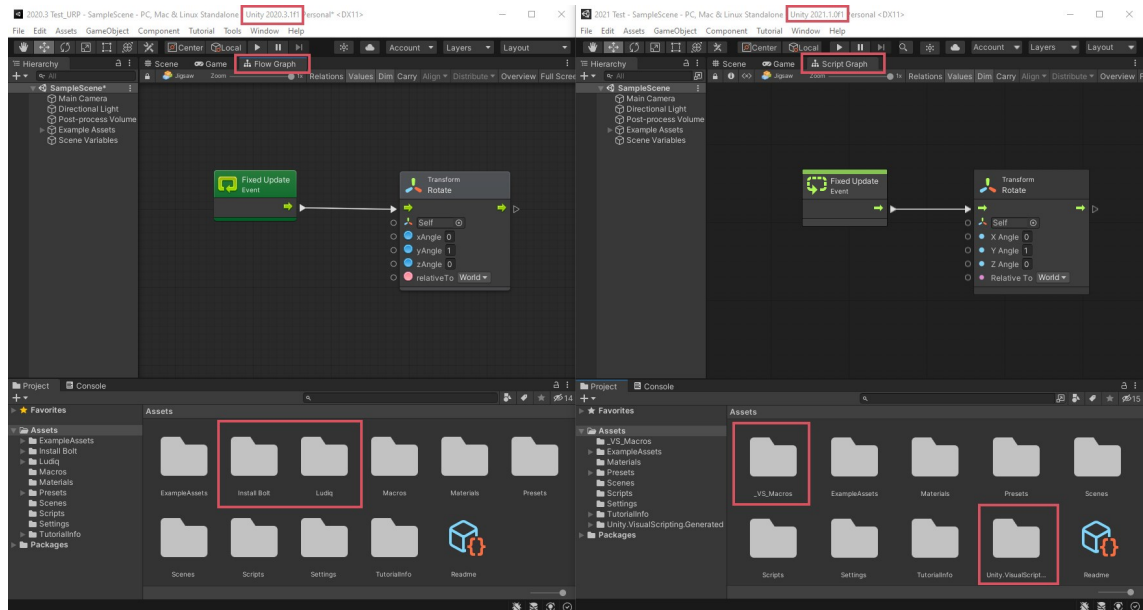 2020.3 Test_URP - SampleScene - PC, Mac & Linux Standalone - Unity 2020.3.1f1 Personal* <DX11>
File Edit Assets GameObject Component Tutorial Tools Window Help
Center Local Account Layers Layout
Hierarchy
Scene Game Flow Graph
All
Jigsaw Zoom 1x Relations Values Dim Carry Align Distribute Overview Full Scree
SampleScene*
Main Camera
Directional Light
Post-process Volume
Example Assets
Scene Variables
Fixed Update
Event
Transform
Rotate
Self
xAngle 0
yAngle 1
zAngle 0
relativeTo World
Project Console
14
Favorites
Assets
ExampleAssets
Install Bolt
Ludiq
Macros
Materials
Presets
Scenes
Scripts
Settings
TutorialInfo
Packages
Assets
ExampleAssets Install Bolt Ludiq Macros Materials Presets
Scenes Scripts Settings TutorialInfo Readme
2021 Test - SampleScene - PC, Mac & Linux Standalone - Unity 2021.1.0f1 Personal <DX11>
File Edit Assets GameObject Component Tutorial Window Help
Center Local Account Layers Layout
Hierarchy
Scene Game Script Graph
All
Jigsaw Zoom 1x Relations Values Dim Carry Align Distribute Overview F
SampleScene
Main Camera
Directional Light
Post-process Volume
Example Assets
Scene Variables
Fixed Update
Event
Transform
Rotate
Self
X Angle 0
Y Angle 1
Z Angle 0
Relative To World
Project Console
15
Favorites
Assets
_VS_Macros
ExampleAssets
Materials
Presets
Scenes
Scripts
Settings
TutorialInfo
Unity.VisualScripting.Generated
Packages
Assets
_VS_Macros ExampleAssets Materials Presets Scenes
Scripts Settings TutorialInfo Unity.VisualScript... Readme